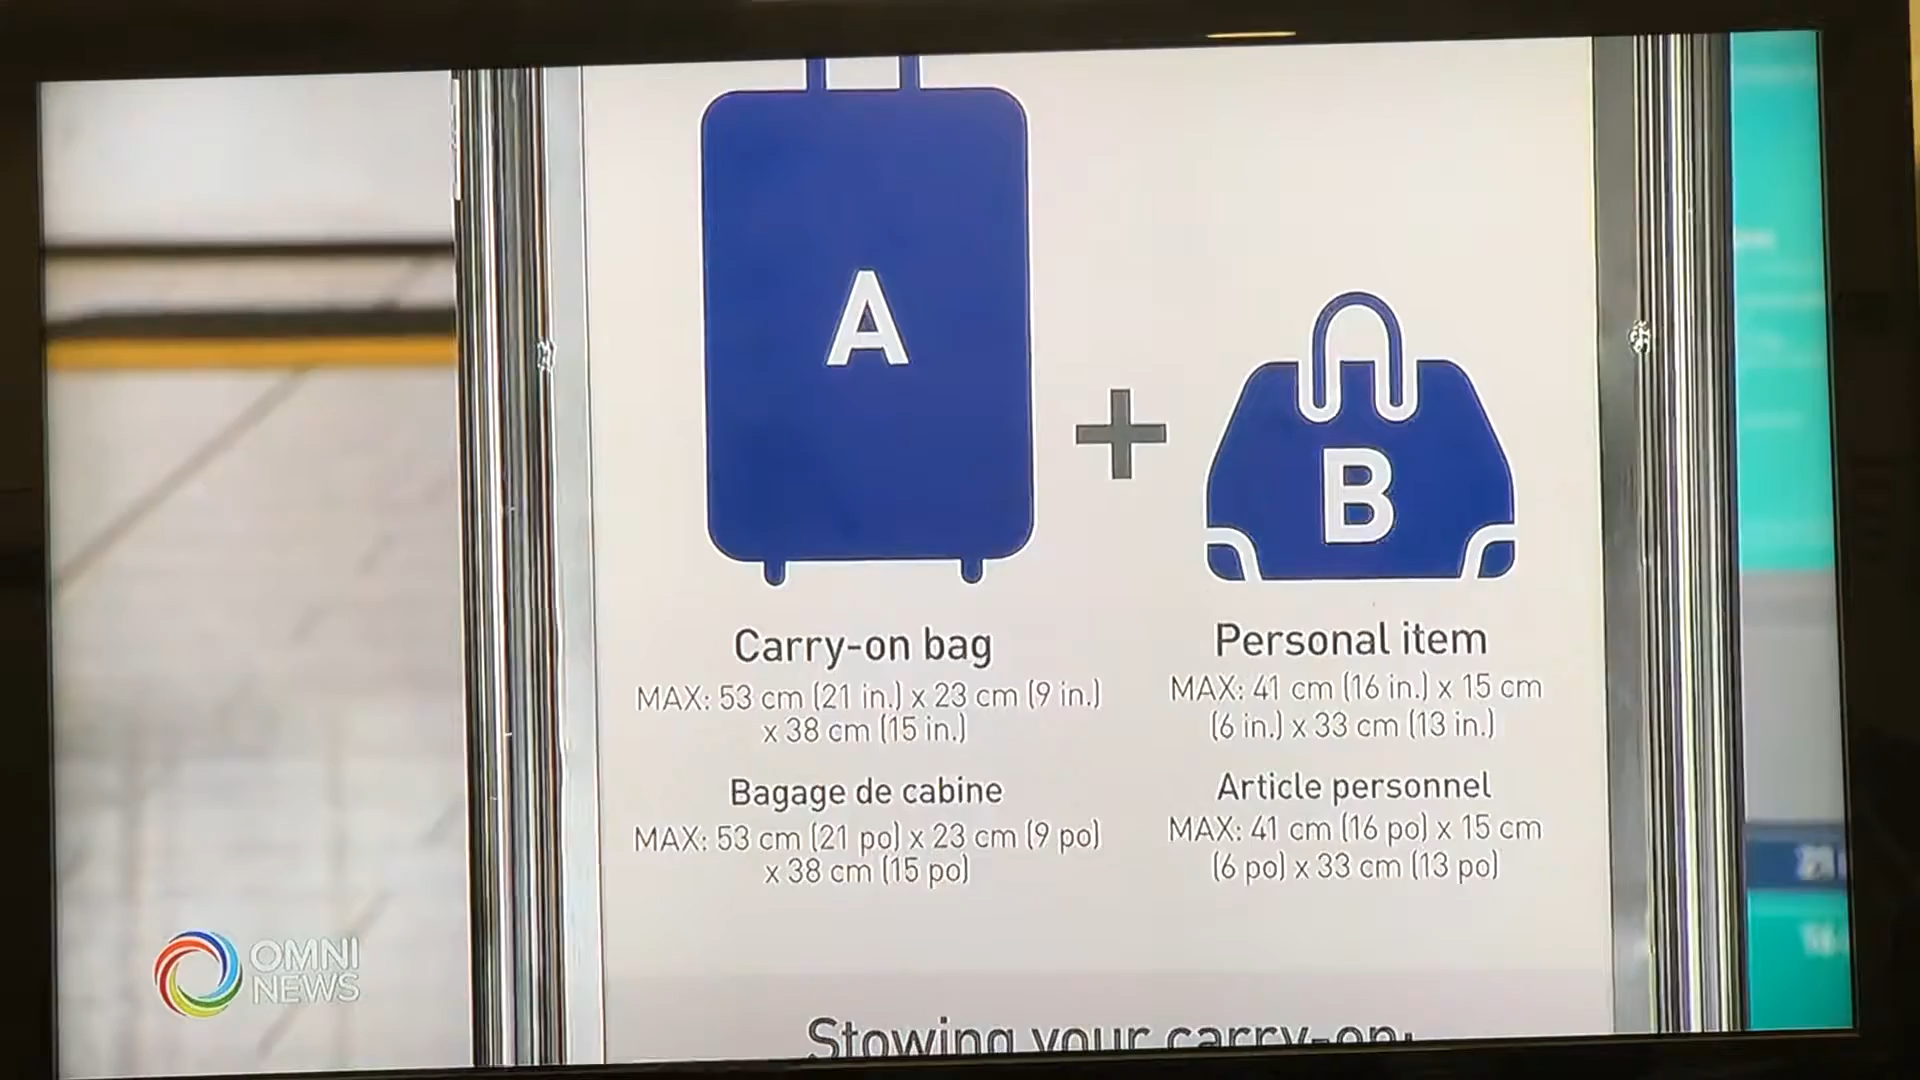 A
B
Carry-on bag
MAX: 53 cm (21 in.) x 23 cm (9 in.)
x 38 cm (15 in.)
Bagage de cabine
MAX: 53 cm (21 po) x 23 cm (9 po)
x 38 cm (15 po)
Personal item
MAX: 41 cm (16 in.) x 15 cm
(6 in.) x 33 cm (13 in.)
Article personnel
MAX: 41 cm (16 po) x 15 cm
(6 po) x 33 cm (13 po)
Stowing your carry-on:
OMNI
NEWS